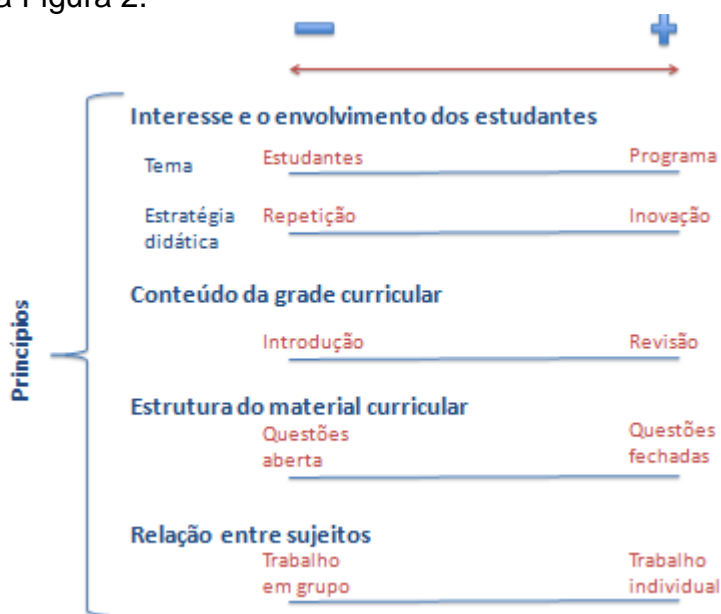 a Figura 2.
Interesse e o envolvimento dos estudantes
Tema
Estudantes
Programa
Estratégia
didática
Repetição
Inovação
Conteúdo da grade curricular
Introdução
Revisão
Princípios
Estrutura do material curricular
Questões
aberta
Questões
fechadas
Relação entre sujeitos
Trabalho
em grupo
Trabalho
individual